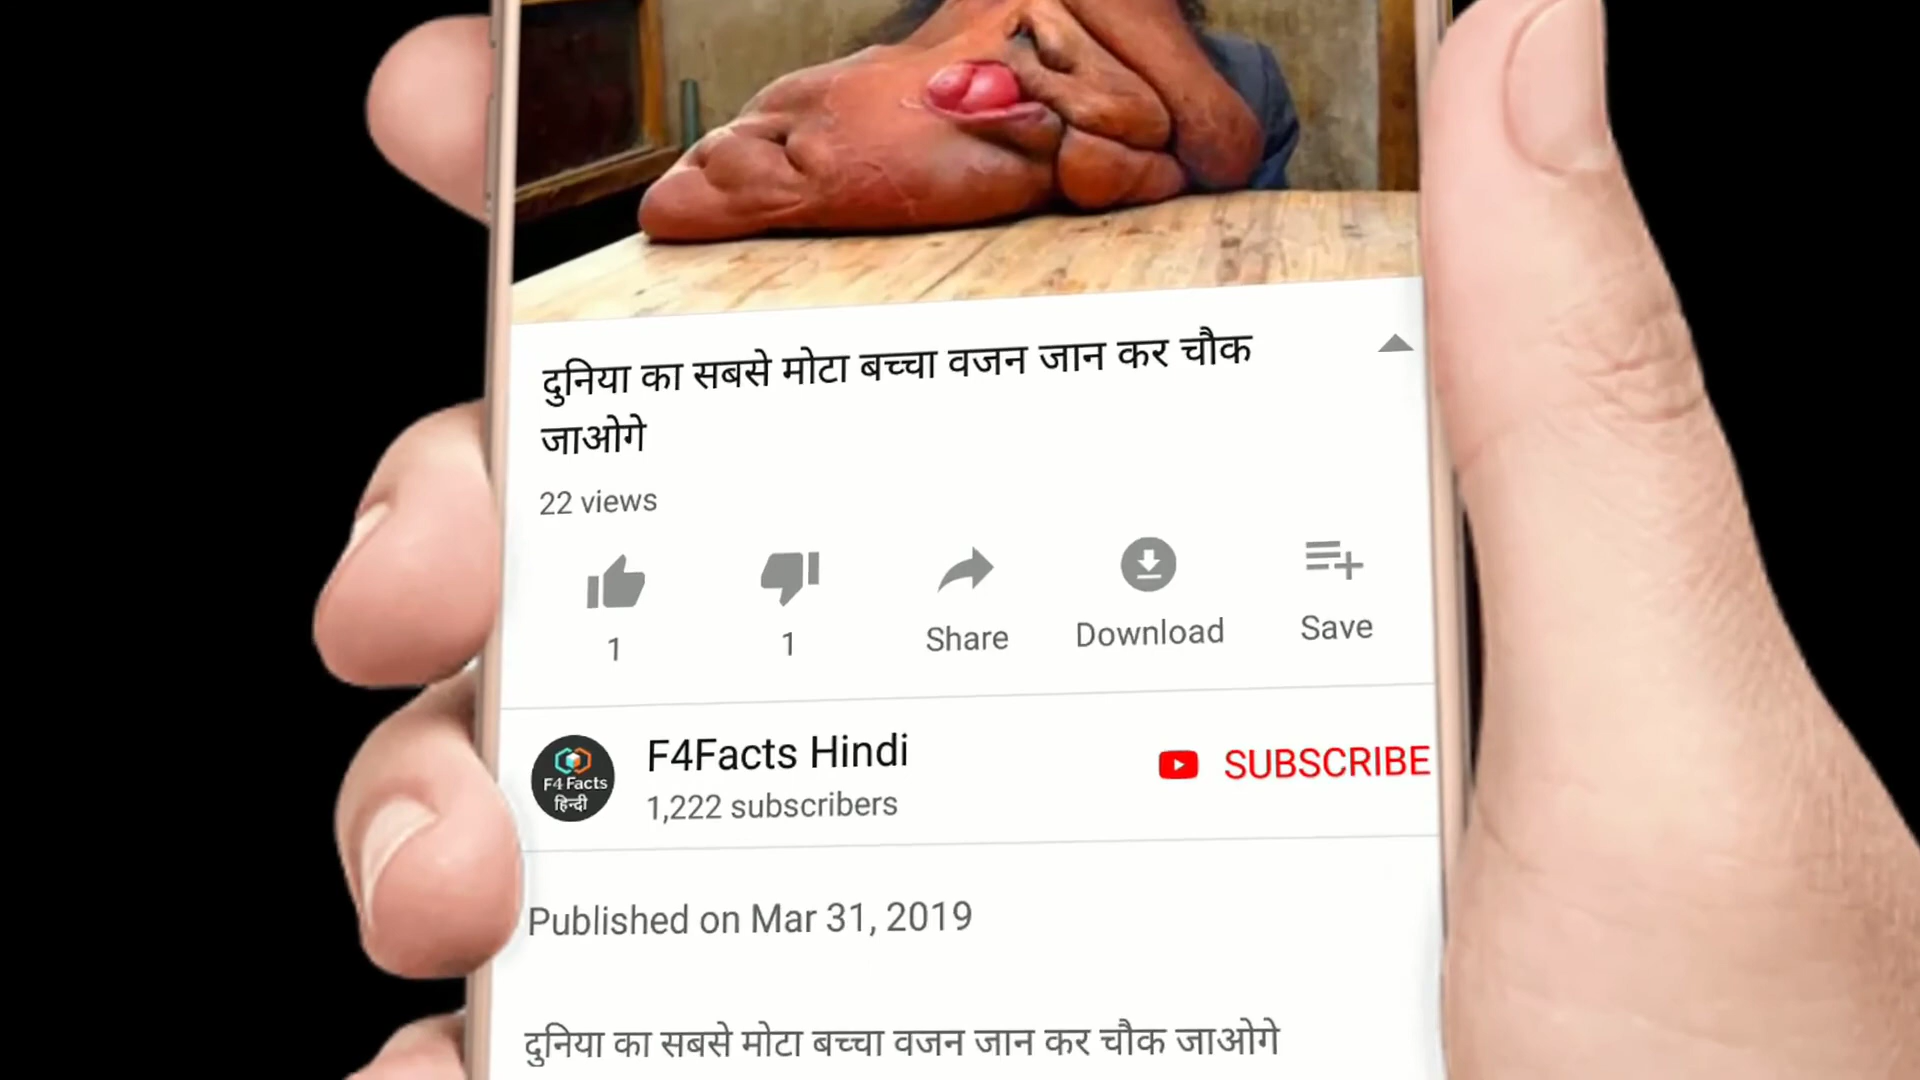 दुनिया का सबसे मोटा बच्चा वजन जान कर चौक
जाओगे
22 views
1
1
Share
Download
Save
F4 Facts
हिन्दी
F4Facts Hindi
1,222 subscribers
SUBSCRIBE
Published on Mar 31, 2019
दुनिया का सबसे मोटा बच्चा वजन जान कर चौक जाओगे